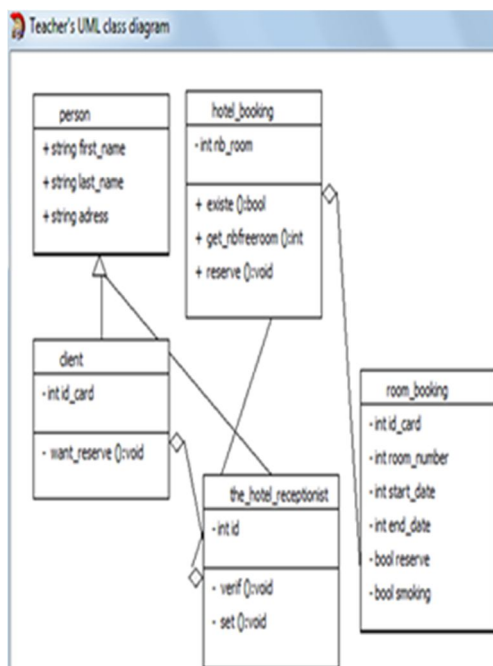 Teacher's UML class diagram
person
+ string first_name
+ string last_name
+ string adress
hotel_booking
- int nb_room
+ existe ():bool
+ get_nbfreeroom ():int
+ reserve ():void
client
- int id_card
- want_reserve ():void
the_hotel_receptionist
- int id
- verif ():void
- set ():void
room_booking
- int id_card
- int room_number
- int start_date
- int end_date
- bool reserve
- bool smoking